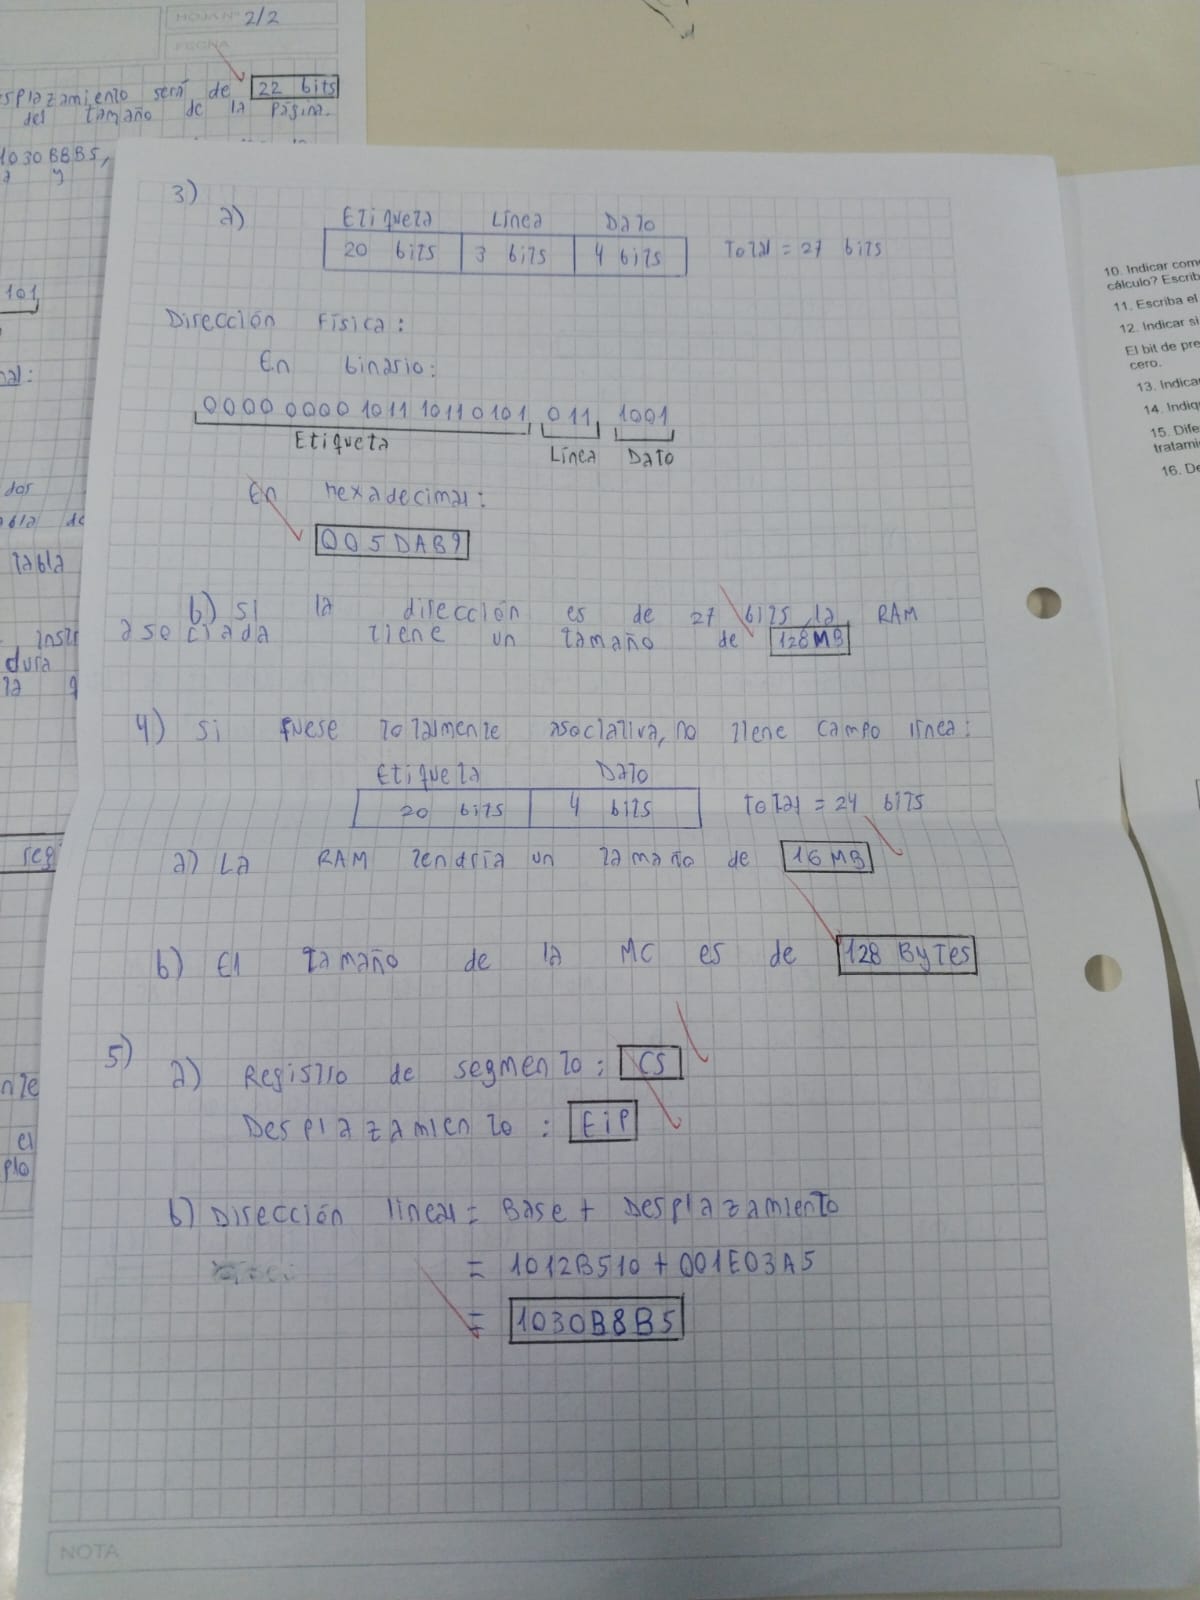 HOJA Nº 2/2
FECHA
splazamiento será de 22 bits
del tamaño de la página.
1030B8B5,
a y
101
nal:
dos
abla de
Tabla
instr
dura
la q
reg
nte
el
plo
3)
a)
Etiqueta Línea Dato
20 bits 3 bits 4 bits Total = 27 bits
Dirección Física:
En binario:
0000 0000 1011 1011 0 101 011 1001
Etiqueta
Línea Dato
En hexadecimal:
005DAB9
b) Si la dirección es de 27 bits, la RAM
asociada tiene un tamaño de 128MB
4) Si fuese totalmente asociativa, no tiene campo línea:
Etiqueta Dato
20 bits 4 bits Total = 24 bits
a) La RAM tendría un tamaño de 16MB
b) El tamaño de la MC es de 128 Bytes
5)
a) Registro de segmento: CS
Desplazamiento: EiP
b) Dirección lineal = Base + Desplazamiento
= 1012B510 + 001E03A5
= 1030B8B5
NOTA
10. Indicar com
cálculo? Escrib
11. Escriba el
12. Indicar si
El bit de pre
cero.
13. Indica
14. Indiq
15. Dife
tratami
16. De